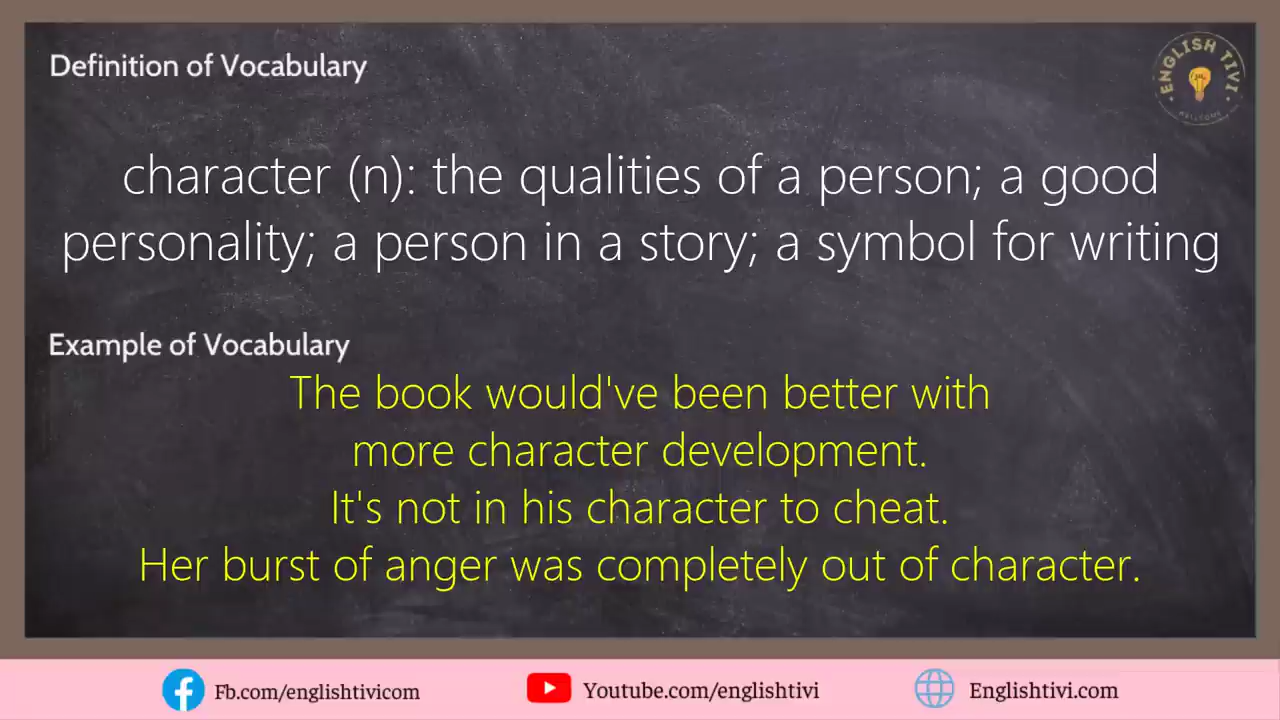 Definition of Vocabulary
ENGLISH TIVI
WELCOME
character (n): the qualities of a person; a good
personality; a person in a story; a symbol for writing
Example of Vocabulary
The book would've been better with
more character development.
It's not in his character to cheat.
Her burst of anger was completely out of character.
Fb.com/englishtivicom
Youtube.com/englishtivi
Englishtivi.com